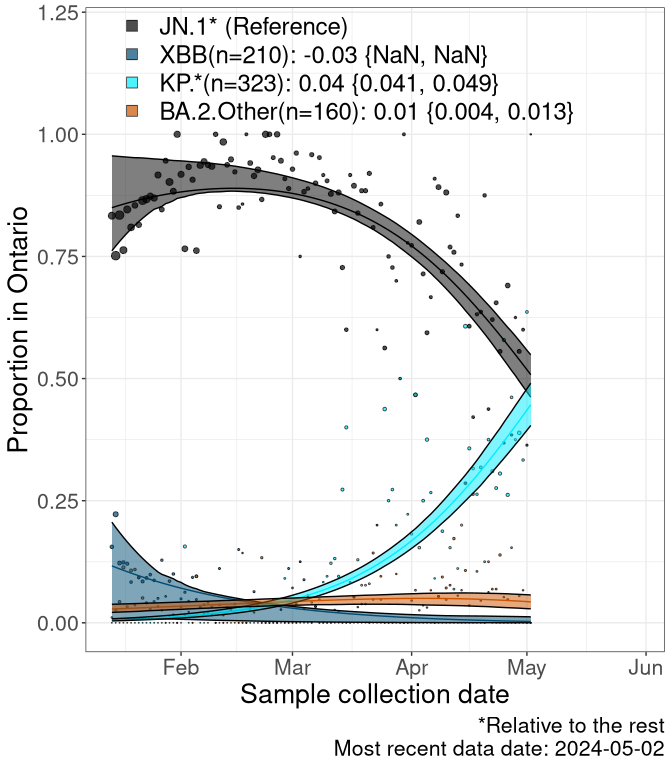 JN.1* (Reference)
XBB(n=210): -0.03 {NaN, NaN}
KP.*(n=323): 0.04 {0.041, 0.049}
BA.2.Other(n=160): 0.01 {0.004, 0.013}
1.25
1.00
0.75
0.50
0.25
0.00
Proportion in Ontario
Feb Mar Apr May Jun
Sample collection date
*Relative to the rest
Most recent data date: 2024-05-02